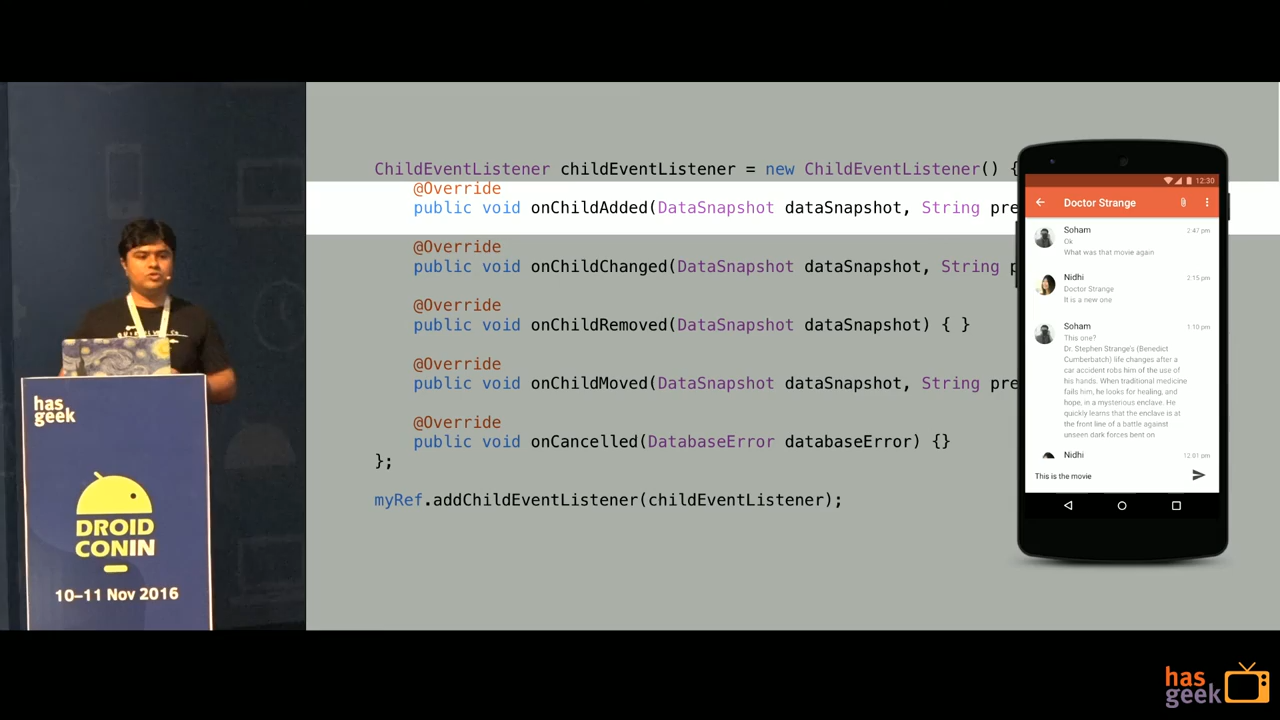 ChildEventListener childEventListener = new ChildEventListener() {
@Override
public void onChildAdded(DataSnapshot dataSnapshot, String pre
@Override
public void onChildChanged(DataSnapshot dataSnapshot, String p
@Override
public void onChildRemoved(DataSnapshot dataSnapshot) { }
@Override
public void onChildMoved(DataSnapshot dataSnapshot, String pre
@Override
public void onCancelled(DatabaseError databaseError) {}
};
myRef.addChildEventListener(childEventListener);
12:30
Doctor Strange
Soham 2:47 pm
Ok
What was that movie again
Nidhi 2:15 pm
Doctor Strange
It is a new one
Soham 1:10 pm
This one?
Dr. Stephen Strange's (Benedict
Cumberbatch) life changes after a
car accident robs him of the use of
his hands. When traditional medicine
fails him, he looks for healing, and
hope, in a mysterious enclave. He
quickly learns that the enclave is at
the front line of a battle against
unseen dark forces bent on
Nidhi 12:01 pm
This is the movie
has
geek
DROID
CONIN
10–11 Nov 2016
has
geek